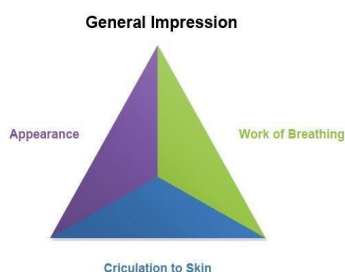 General Impression
Appearance
Work of Breathing
Criculation to Skin